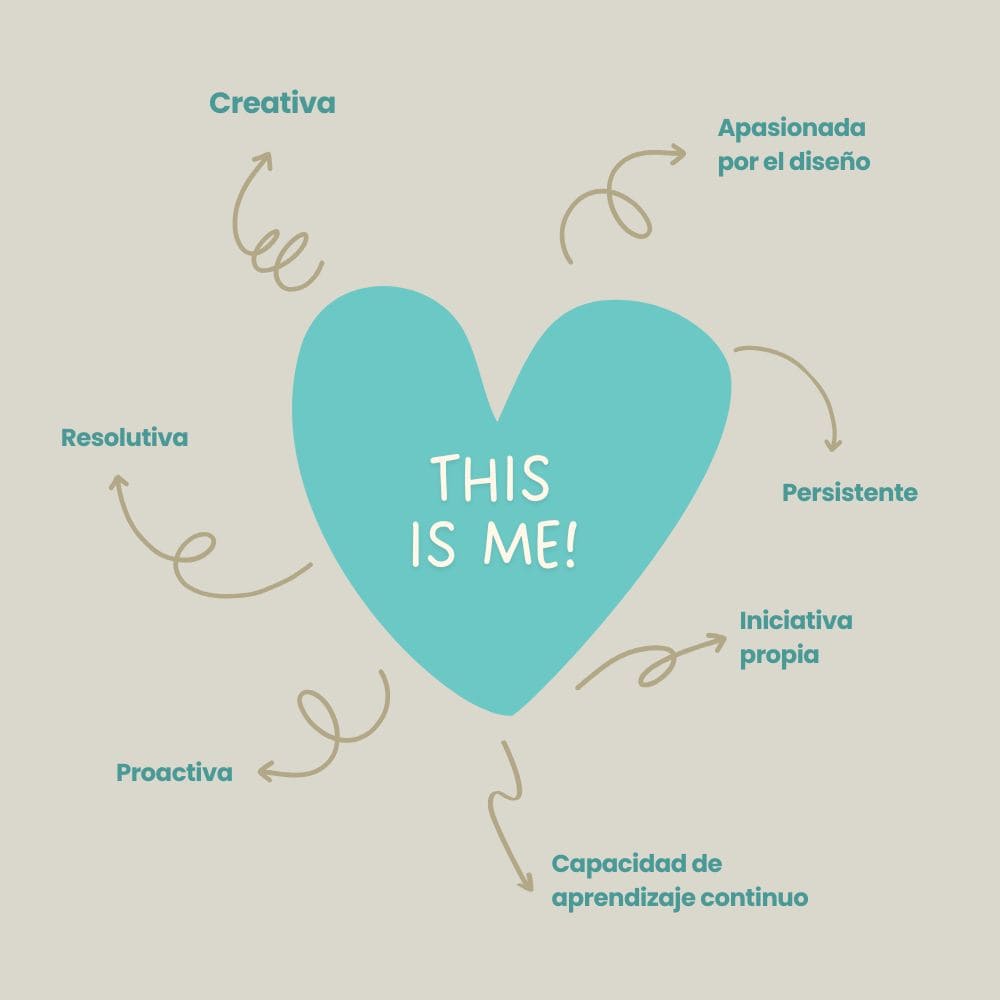 Creativa
Apasionada
por el diseño
Resolutiva
THIS
IS ME!
Persistente
Iniciativa
propia
Proactiva
Capacidad de
aprendizaje continuo